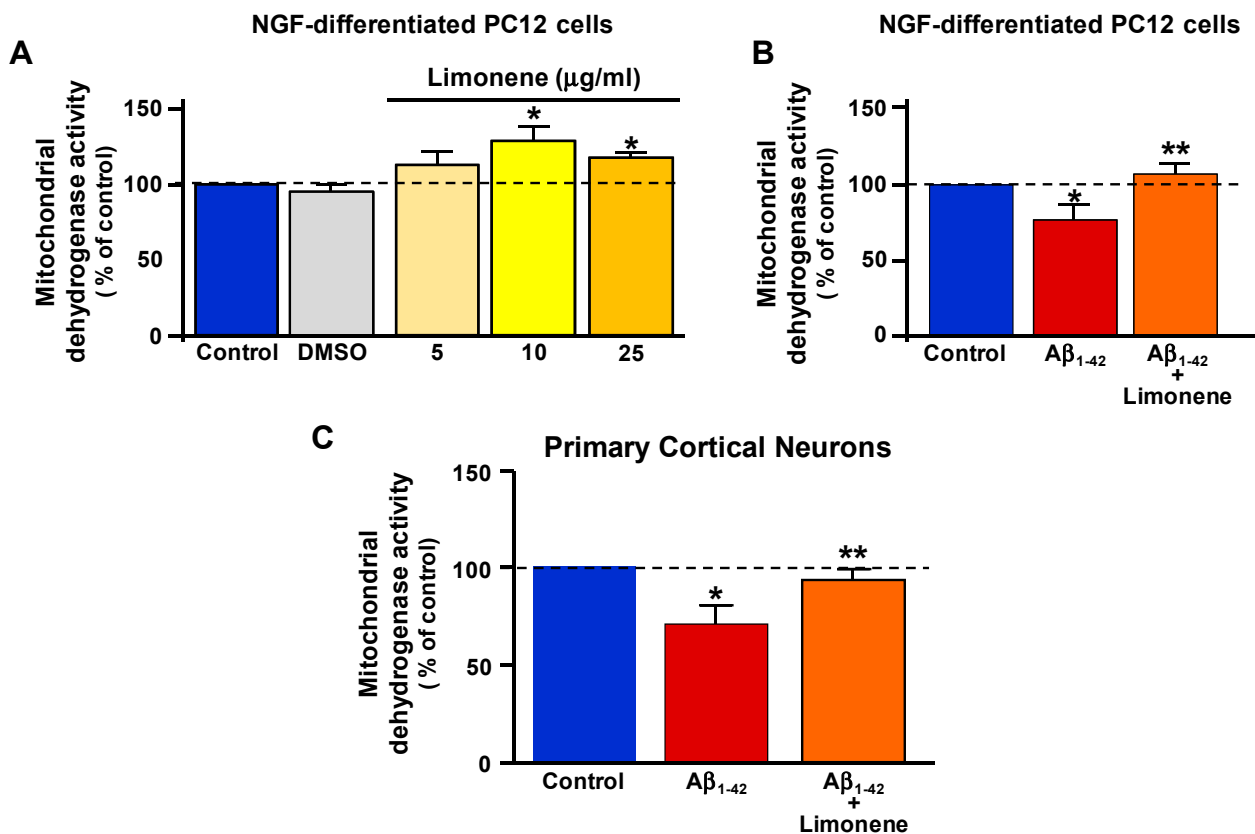 NGF-differentiated PC12 cells
A
Limonene (μg/ml)
Mitochondrial
dehydrogenase activity
( % of control)
150
100
50
0
*
*
Control DMSO 5 10 25
NGF-differentiated PC12 cells
B
Mitochondrial
dehydrogenase activity
( % of control)
150
100
50
0
*
**
Control Aβ1-42 Aβ1-42
+
Limonene
C
Primary Cortical Neurons
Mitochondrial
dehydrogenase activity
( % of control)
150
100
50
0
*
**
Control Aβ1-42 Aβ1-42
+
Limonene